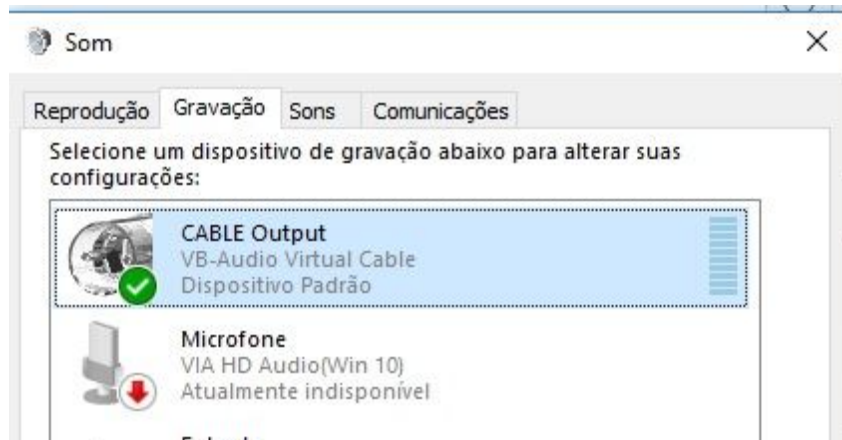 Som
Reprodução Gravação Sons Comunicações
Selecione um dispositivo de gravação abaixo para alterar suas
configurações:
CABLE Output
VB-Audio Virtual Cable
Dispositivo Padrão
Microfone
VIA HD Audio(Win 10)
Atualmente indisponível